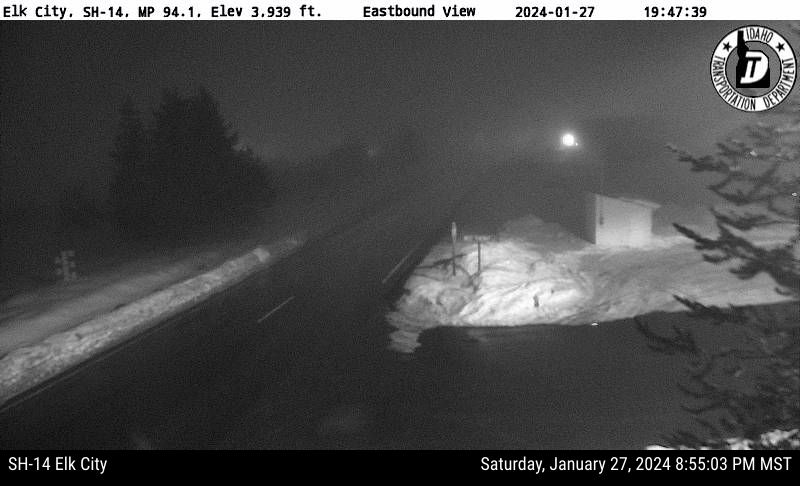 Elk City, SH-14, MP 94.1, Elev 3,939 ft. Eastbound View 2024-01-27 19:47:39
IDAHO
TRANSPORTATION DEPARTMENT
SH-14 Elk City Saturday, January 27, 2024 8:55:03 PM MST